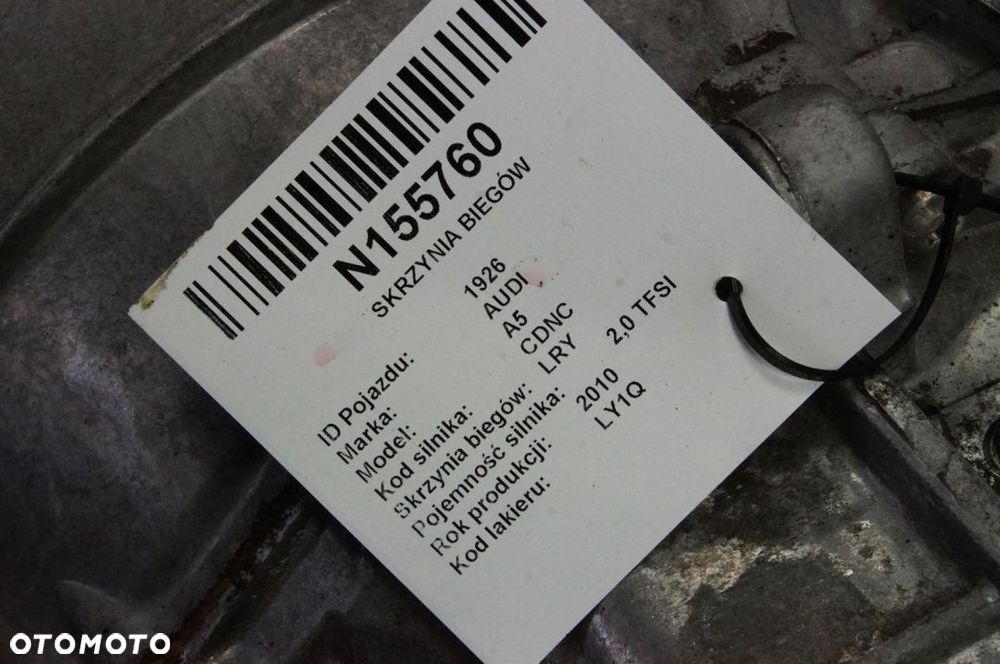 N155760
SKRZYNIA BIEGÓW
ID Pojazdu: 1926
Marka: AUDI
Model: A5
Kod silnika: CDNC
Skrzynia biegów: LRY
Pojemność silnika: 2,0 TFSI
Rok produkcji: 2010
Kod lakieru: LY1Q
OTOMOTO